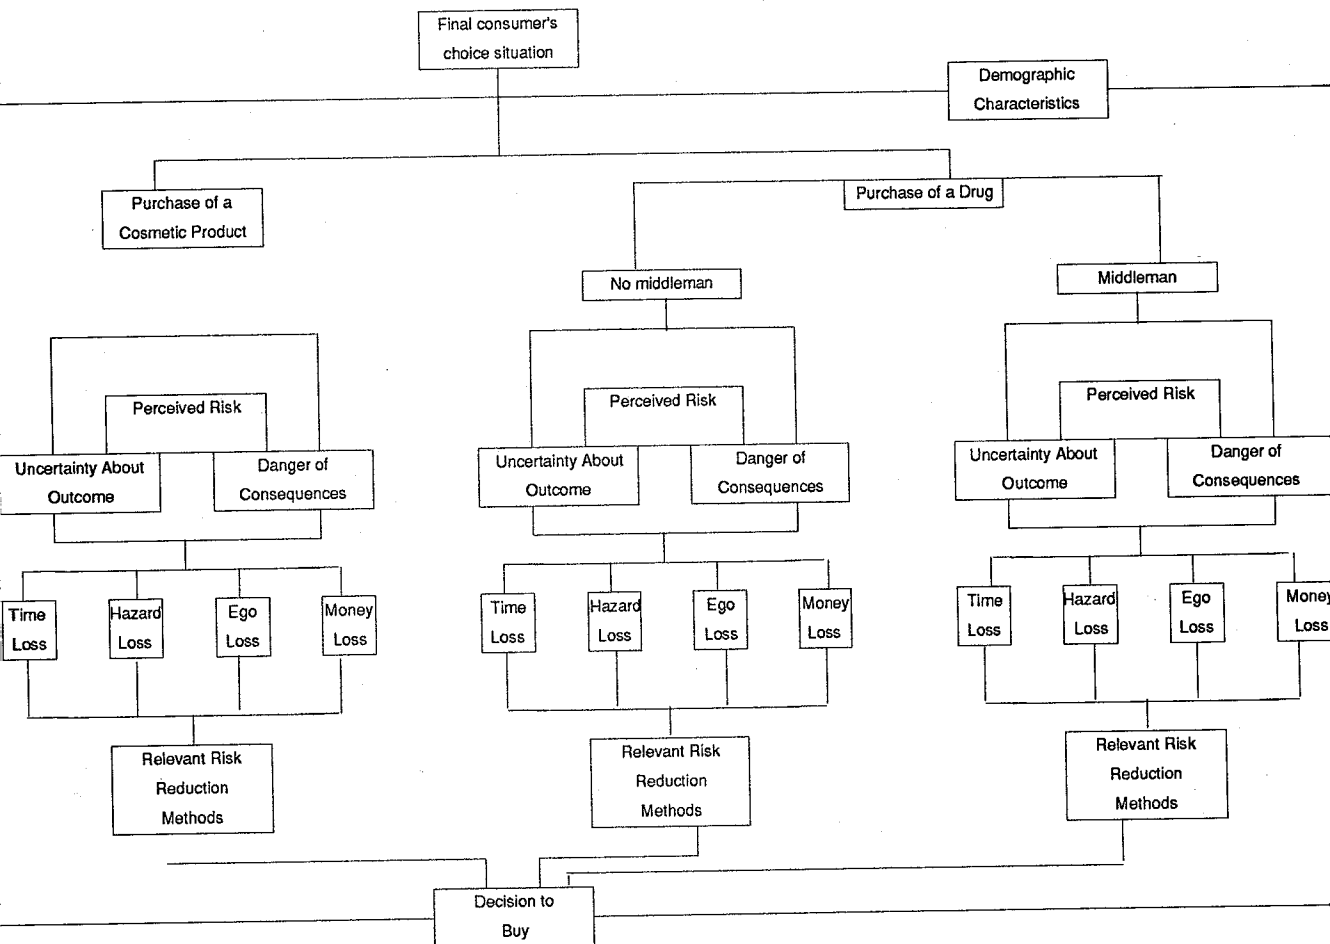 Final consumer's
choice situation
Demographic
Characteristics
Purchase of a
Cosmetic Product
Purchase of a Drug
No middleman
Middleman
Perceived Risk
Uncertainty About
Outcome
Danger of
Consequences
Perceived Risk
Uncertainty About
Outcome
Danger of
Consequences
Perceived Risk
Uncertainty About
Outcome
Danger of
Consequences
Time
Loss
Hazard
Loss
Ego
Loss
Money
Loss
Time
Loss
Hazard
Loss
Ego
Loss
Money
Loss
Time
Loss
Hazard
Loss
Ego
Loss
Money
Loss
Relevant Risk
Reduction
Methods
Relevant Risk
Reduction
Methods
Relevant Risk
Reduction
Methods
Decision to
Buy